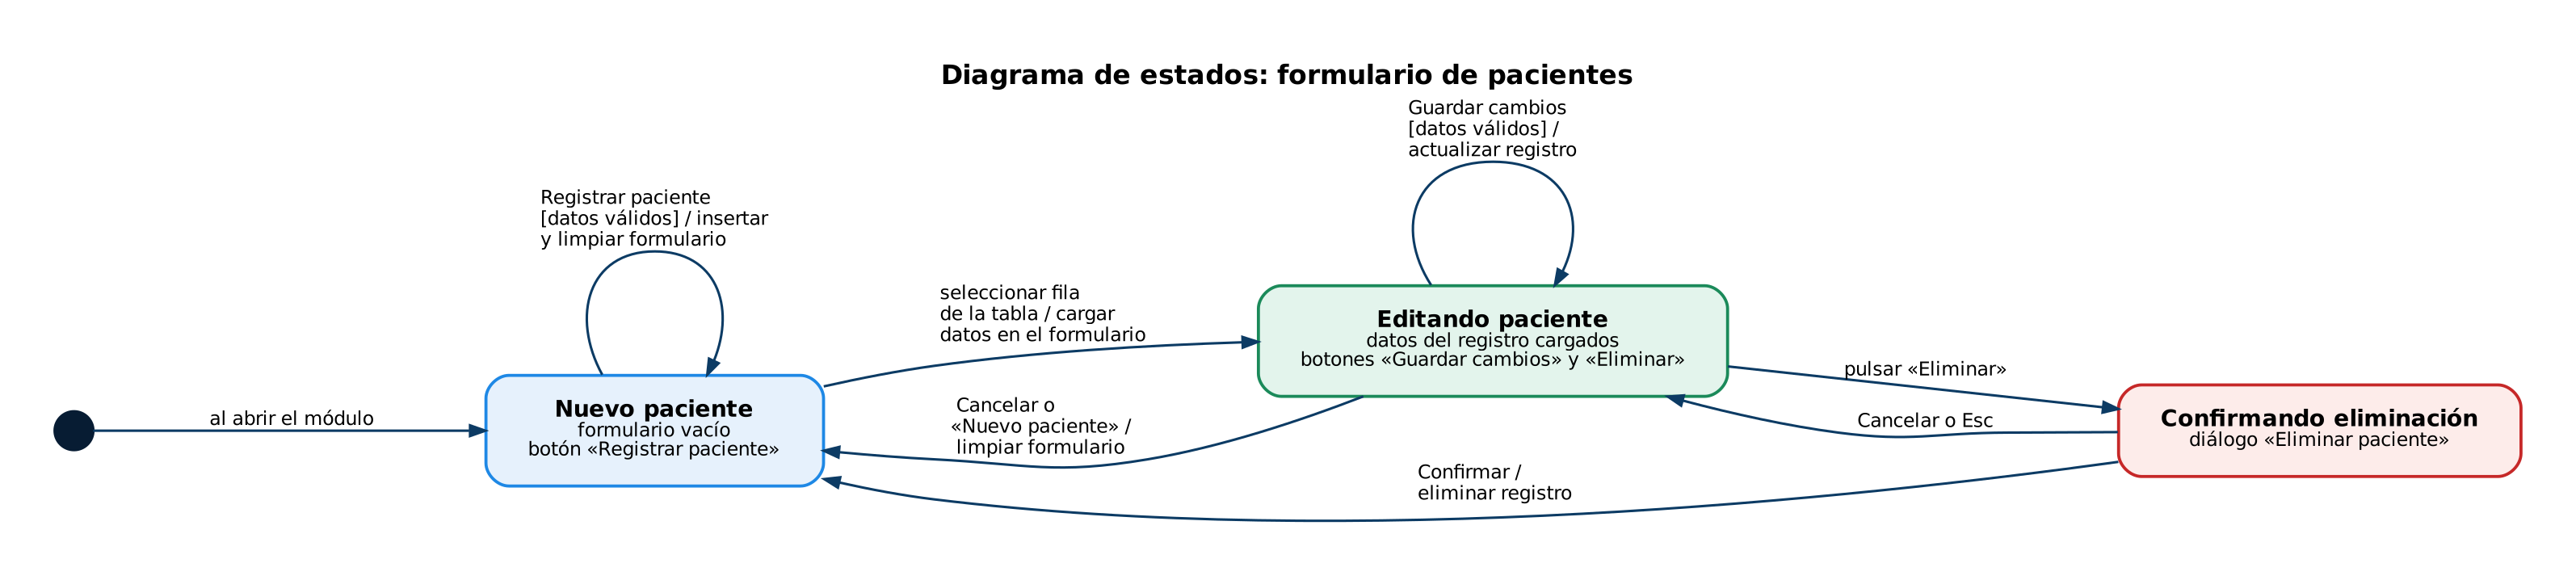 Diagrama de estados: formulario de pacientes
Guardar cambios
[datos válidos] /
actualizar registro
Registrar paciente
[datos válidos] / insertar
y limpiar formulario
seleccionar fila
de la tabla / cargar
datos en el formulario
Editando paciente
datos del registro cargados
botones «Guardar cambios» y «Eliminar»
pulsar «Eliminar»
al abrir el módulo
Nuevo paciente
formulario vacío
botón «Registrar paciente»
Cancelar o
«Nuevo paciente» /
limpiar formulario
Cancelar o Esc
Confirmando eliminación
diálogo «Eliminar paciente»
Confirmar /
eliminar registro